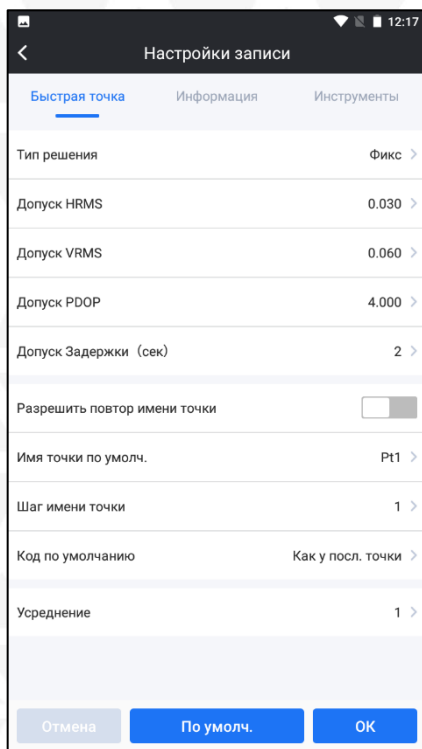 12:17
Настройки записи
Быстрая точка Информация Инструменты
Тип решения Фикс
Допуск HRMS 0.030
Допуск VRMS 0.060
Допуск PDOP 4.000
Допуск Задержки (сек) 2
Разрешить повтор имени точки
Имя точки по умолч. Pt1
Шаг имени точки 1
Код по умолчанию Как у посл. точки
Усреднение 1
Отмена По умолч. ОК